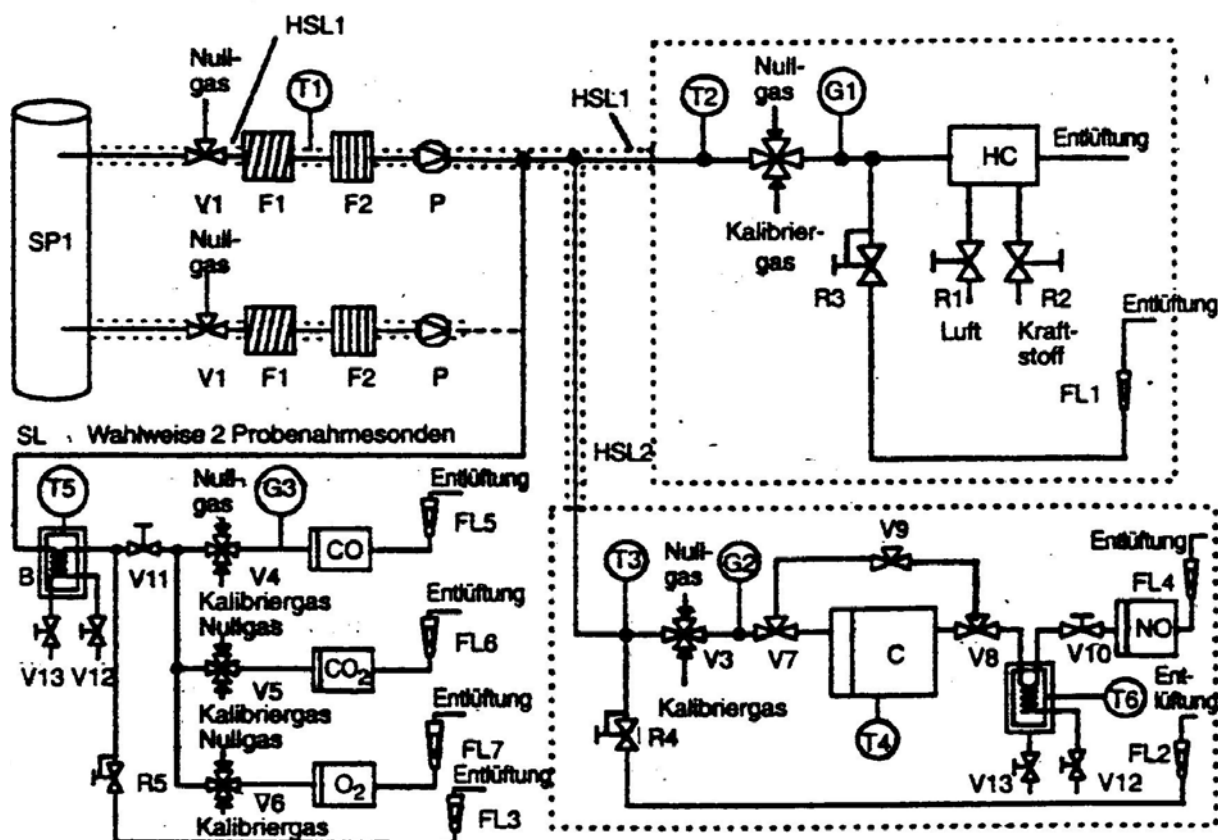 HSL1
Null-
gas
T1
V1
F1
F2
P
SP1
Null-
gas
V1
F1
F2
P
SL
Wahlweise 2 Probenahmesonden
HSL1
T2
Null-
gas
G1
HC
Entlüftung
Kalibrier-
gas
R3
R1
R2
Luft
Kraft-
stoff
Entlüftung
FL1
HSL2
T5
Null-
gas
G3
Entlüftung
FL5
CO
B
V11
V4
Kalibriergas
Nullgas
Entlüftung
FL6
CO2
V13
V12
V5
Kalibriergas
Nullgas
Entlüftung
FL7
R5
V6
O2
Entlüftung
Kalibriergas
FL3
T3
Null-
gas
G2
V9
Entlüftung
FL4
C
NO
V3
V7
V8
V10
Kalibriergas
T6
Ent-
lüftung
R4
T4
V13
V12
FL2